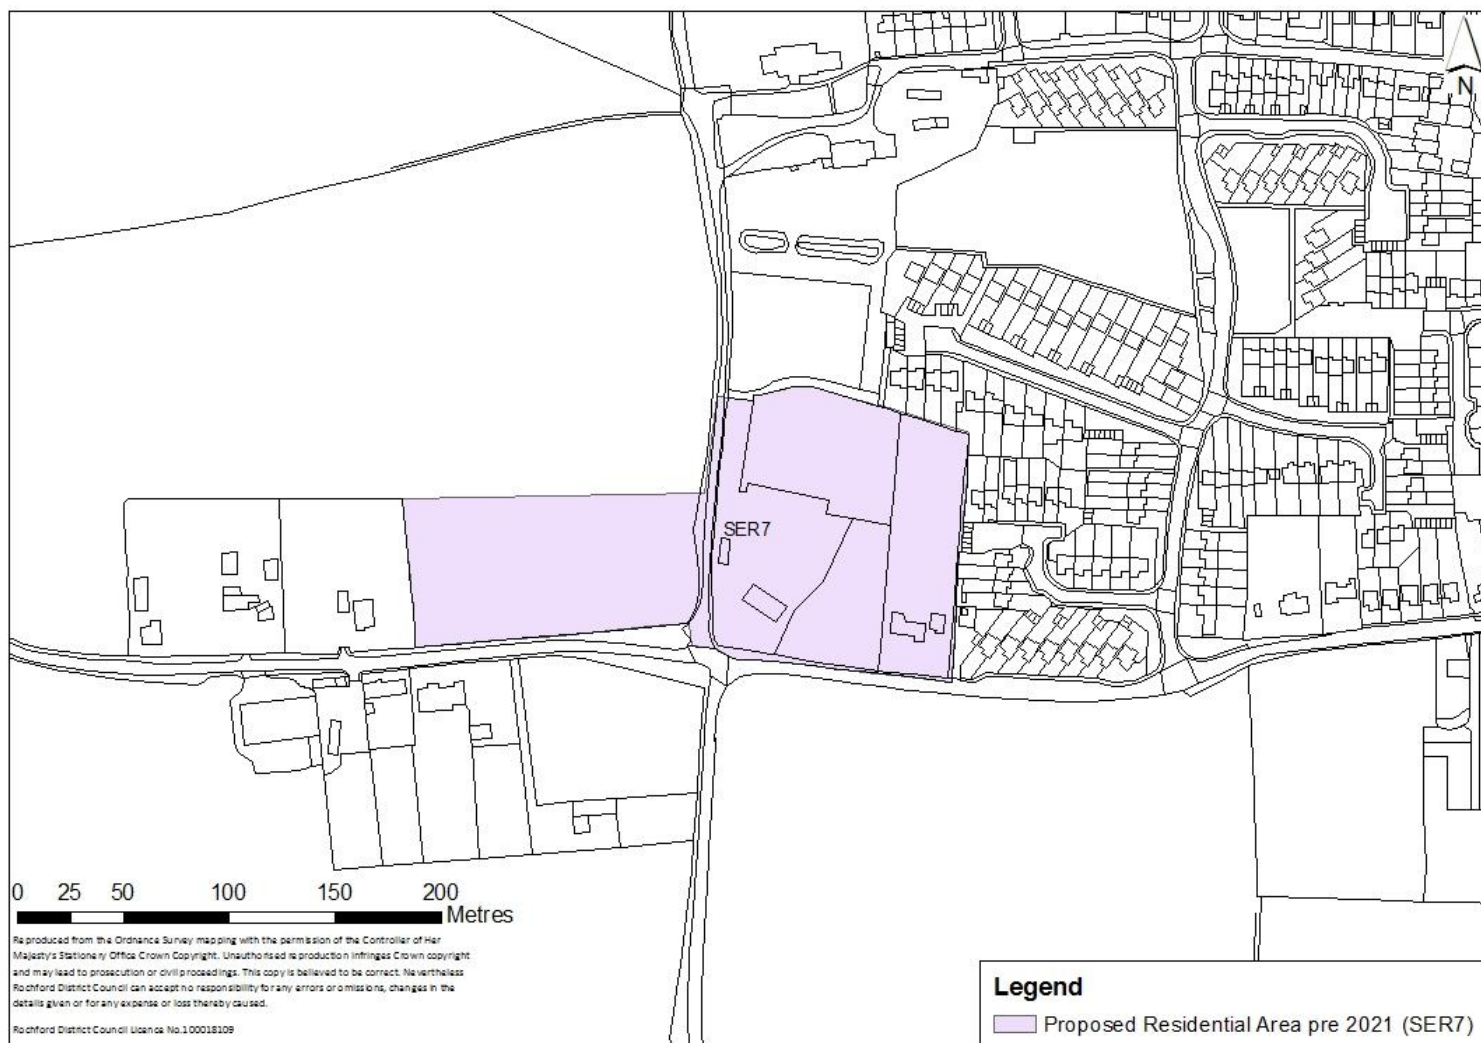 N
SER7
0 25 50 100 150 200
Metres
Reproduced from the Ordnance Survey mapping with the permission of the Controller of Her
Majesty's Stationery Office Crown Copyright. Unauthorised reproduction infringes Crown copyright
and may lead to prosecution or civil proceedings. This copy is believed to be correct. Nevertheless
Rochford District Council can accept no responsibility for any errors or omissions, changes in the
details given or for any expense or loss thereby caused.
Rochford District Council Licence No.100018109
Legend
Proposed Residential Area pre 2021 (SER7)